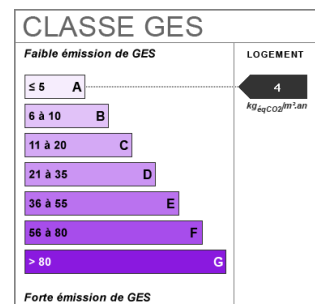 CLASSE GES
Faible émission de GES
LOGEMENT
≤ 5 A
4
kgéqCO2/m².an
6 à 10 B
11 à 20 C
21 à 35 D
36 à 55 E
56 à 80 F
> 80 G
Forte émission de GES